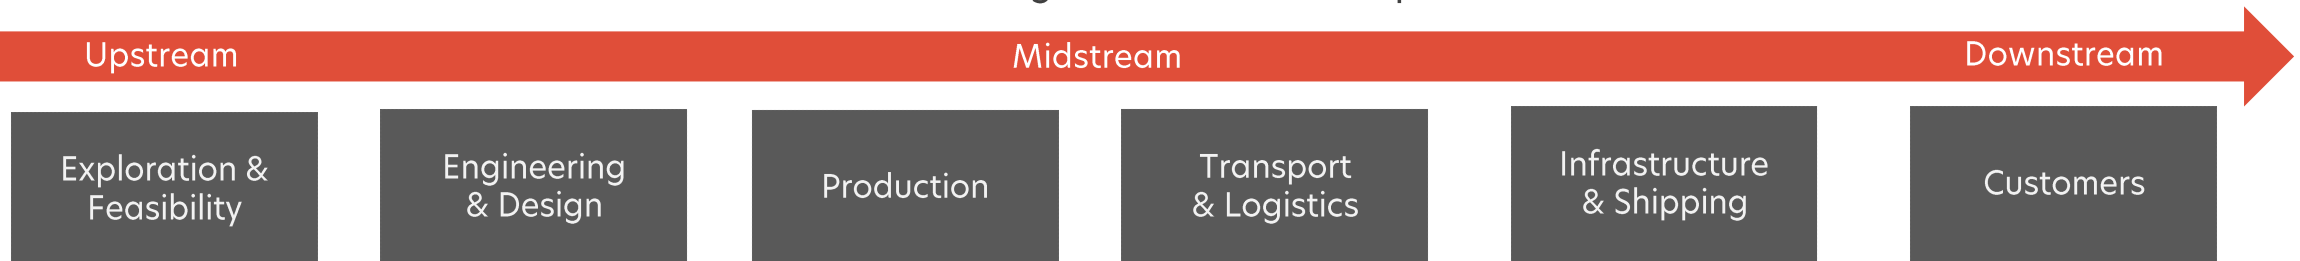 Upstream
Midstream
Downstream
Exploration &
Feasibility
Engineering
& Design
Production
Transport
& Logistics
Infrastructure
& Shipping
Customers